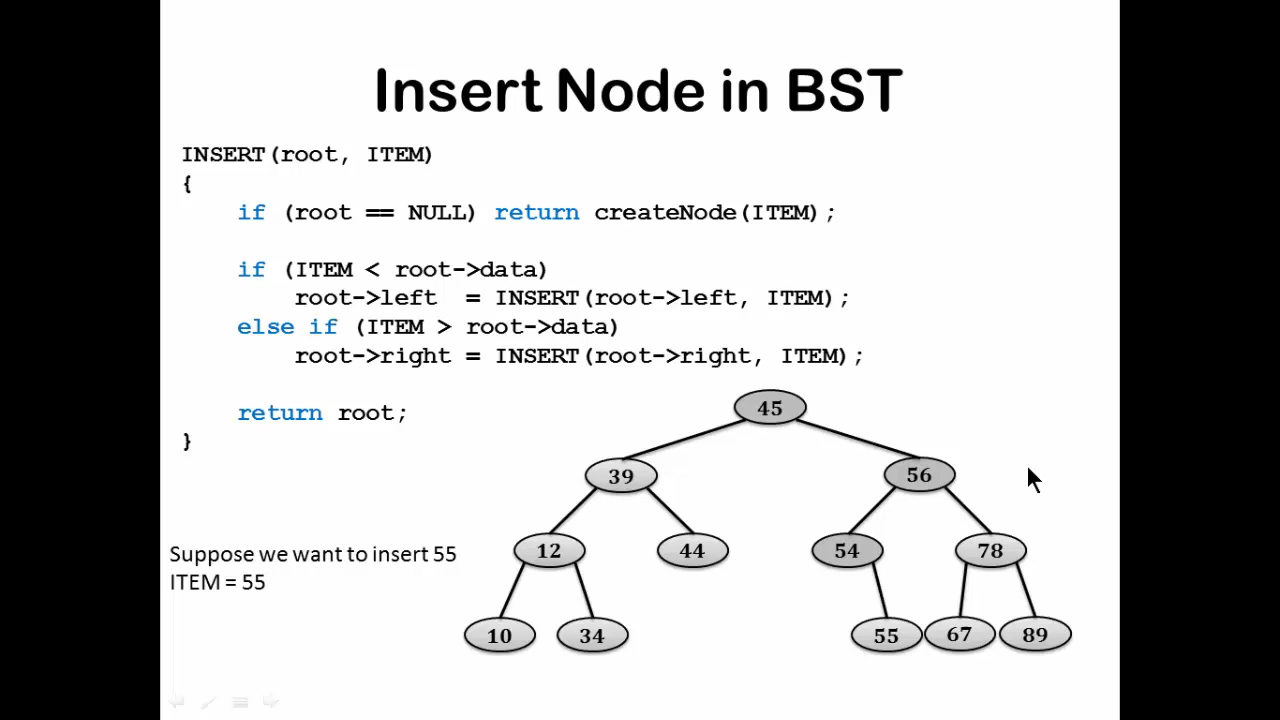 Insert Node in BST
INSERT(root, ITEM)
{
if (root == NULL) return createNode(ITEM);
if (ITEM < root->data)
root->left  = INSERT(root->left, ITEM);
else if (ITEM > root->data)
root->right = INSERT(root->right, ITEM);
return root;
}
45
39
56
12
44
54
78
Suppose we want to insert 55
ITEM = 55
10
34
55
67
89